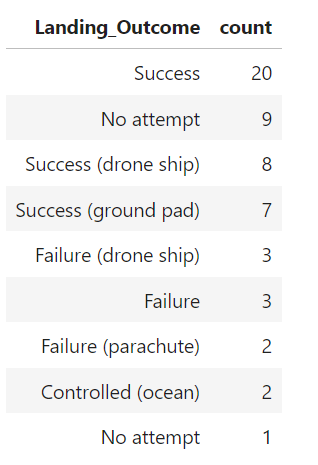 Landing_Outcome count
Success 20
No attempt 9
Success (drone ship) 8
Success (ground pad) 7
Failure (drone ship) 3
Failure 3
Failure (parachute) 2
Controlled (ocean) 2
No attempt 1